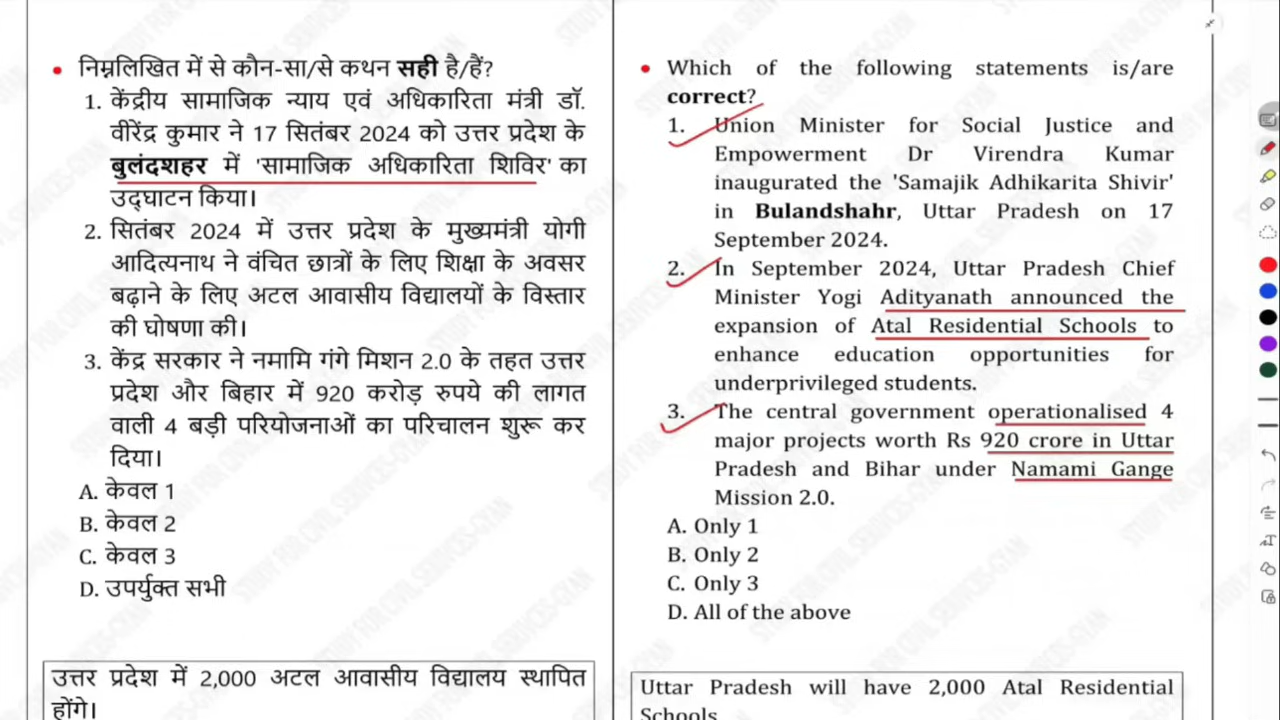 निम्नलिखित में से कौन-सा/से कथन सही है/हैं?
1. केंद्रीय सामाजिक न्याय एवं अधिकारिता मंत्री डॉ.
वीरेंद्र कुमार ने 17 सितंबर 2024 को उत्तर प्रदेश के
बुलंदशहर में 'सामाजिक अधिकारिता शिविर' का
उद्घाटन किया।
2. सितंबर 2024 में उत्तर प्रदेश के मुख्यमंत्री योगी
आदित्यनाथ ने वंचित छात्रों के लिए शिक्षा के अवसर
बढ़ाने के लिए अटल आवासीय विद्यालयों के विस्तार
की घोषणा की।
3. केंद्र सरकार ने नमामि गंगे मिशन 2.0 के तहत उत्तर
प्रदेश और बिहार में 920 करोड़ रुपये की लागत
वाली 4 बड़ी परियोजनाओं का परिचालन शुरू कर
दिया।
A. केवल 1
B. केवल 2
C. केवल 3
D. उपर्युक्त सभी
उत्तर प्रदेश में 2,000 अटल आवासीय विद्यालय स्थापित
होंगे।
Which of the following statements is/are
correct?
1. Union Minister for Social Justice and
Empowerment Dr Virendra Kumar
inaugurated the 'Samajik Adhikarita Shivir'
in Bulandshahr, Uttar Pradesh on 17
September 2024.
2. In September 2024, Uttar Pradesh Chief
Minister Yogi Adityanath announced the
expansion of Atal Residential Schools to
enhance education opportunities for
underprivileged students.
3. The central government operationalised 4
major projects worth Rs 920 crore in Uttar
Pradesh and Bihar under Namami Gange
Mission 2.0.
A. Only 1
B. Only 2
C. Only 3
D. All of the above
Uttar Pradesh will have 2,000 Atal Residential
Schools